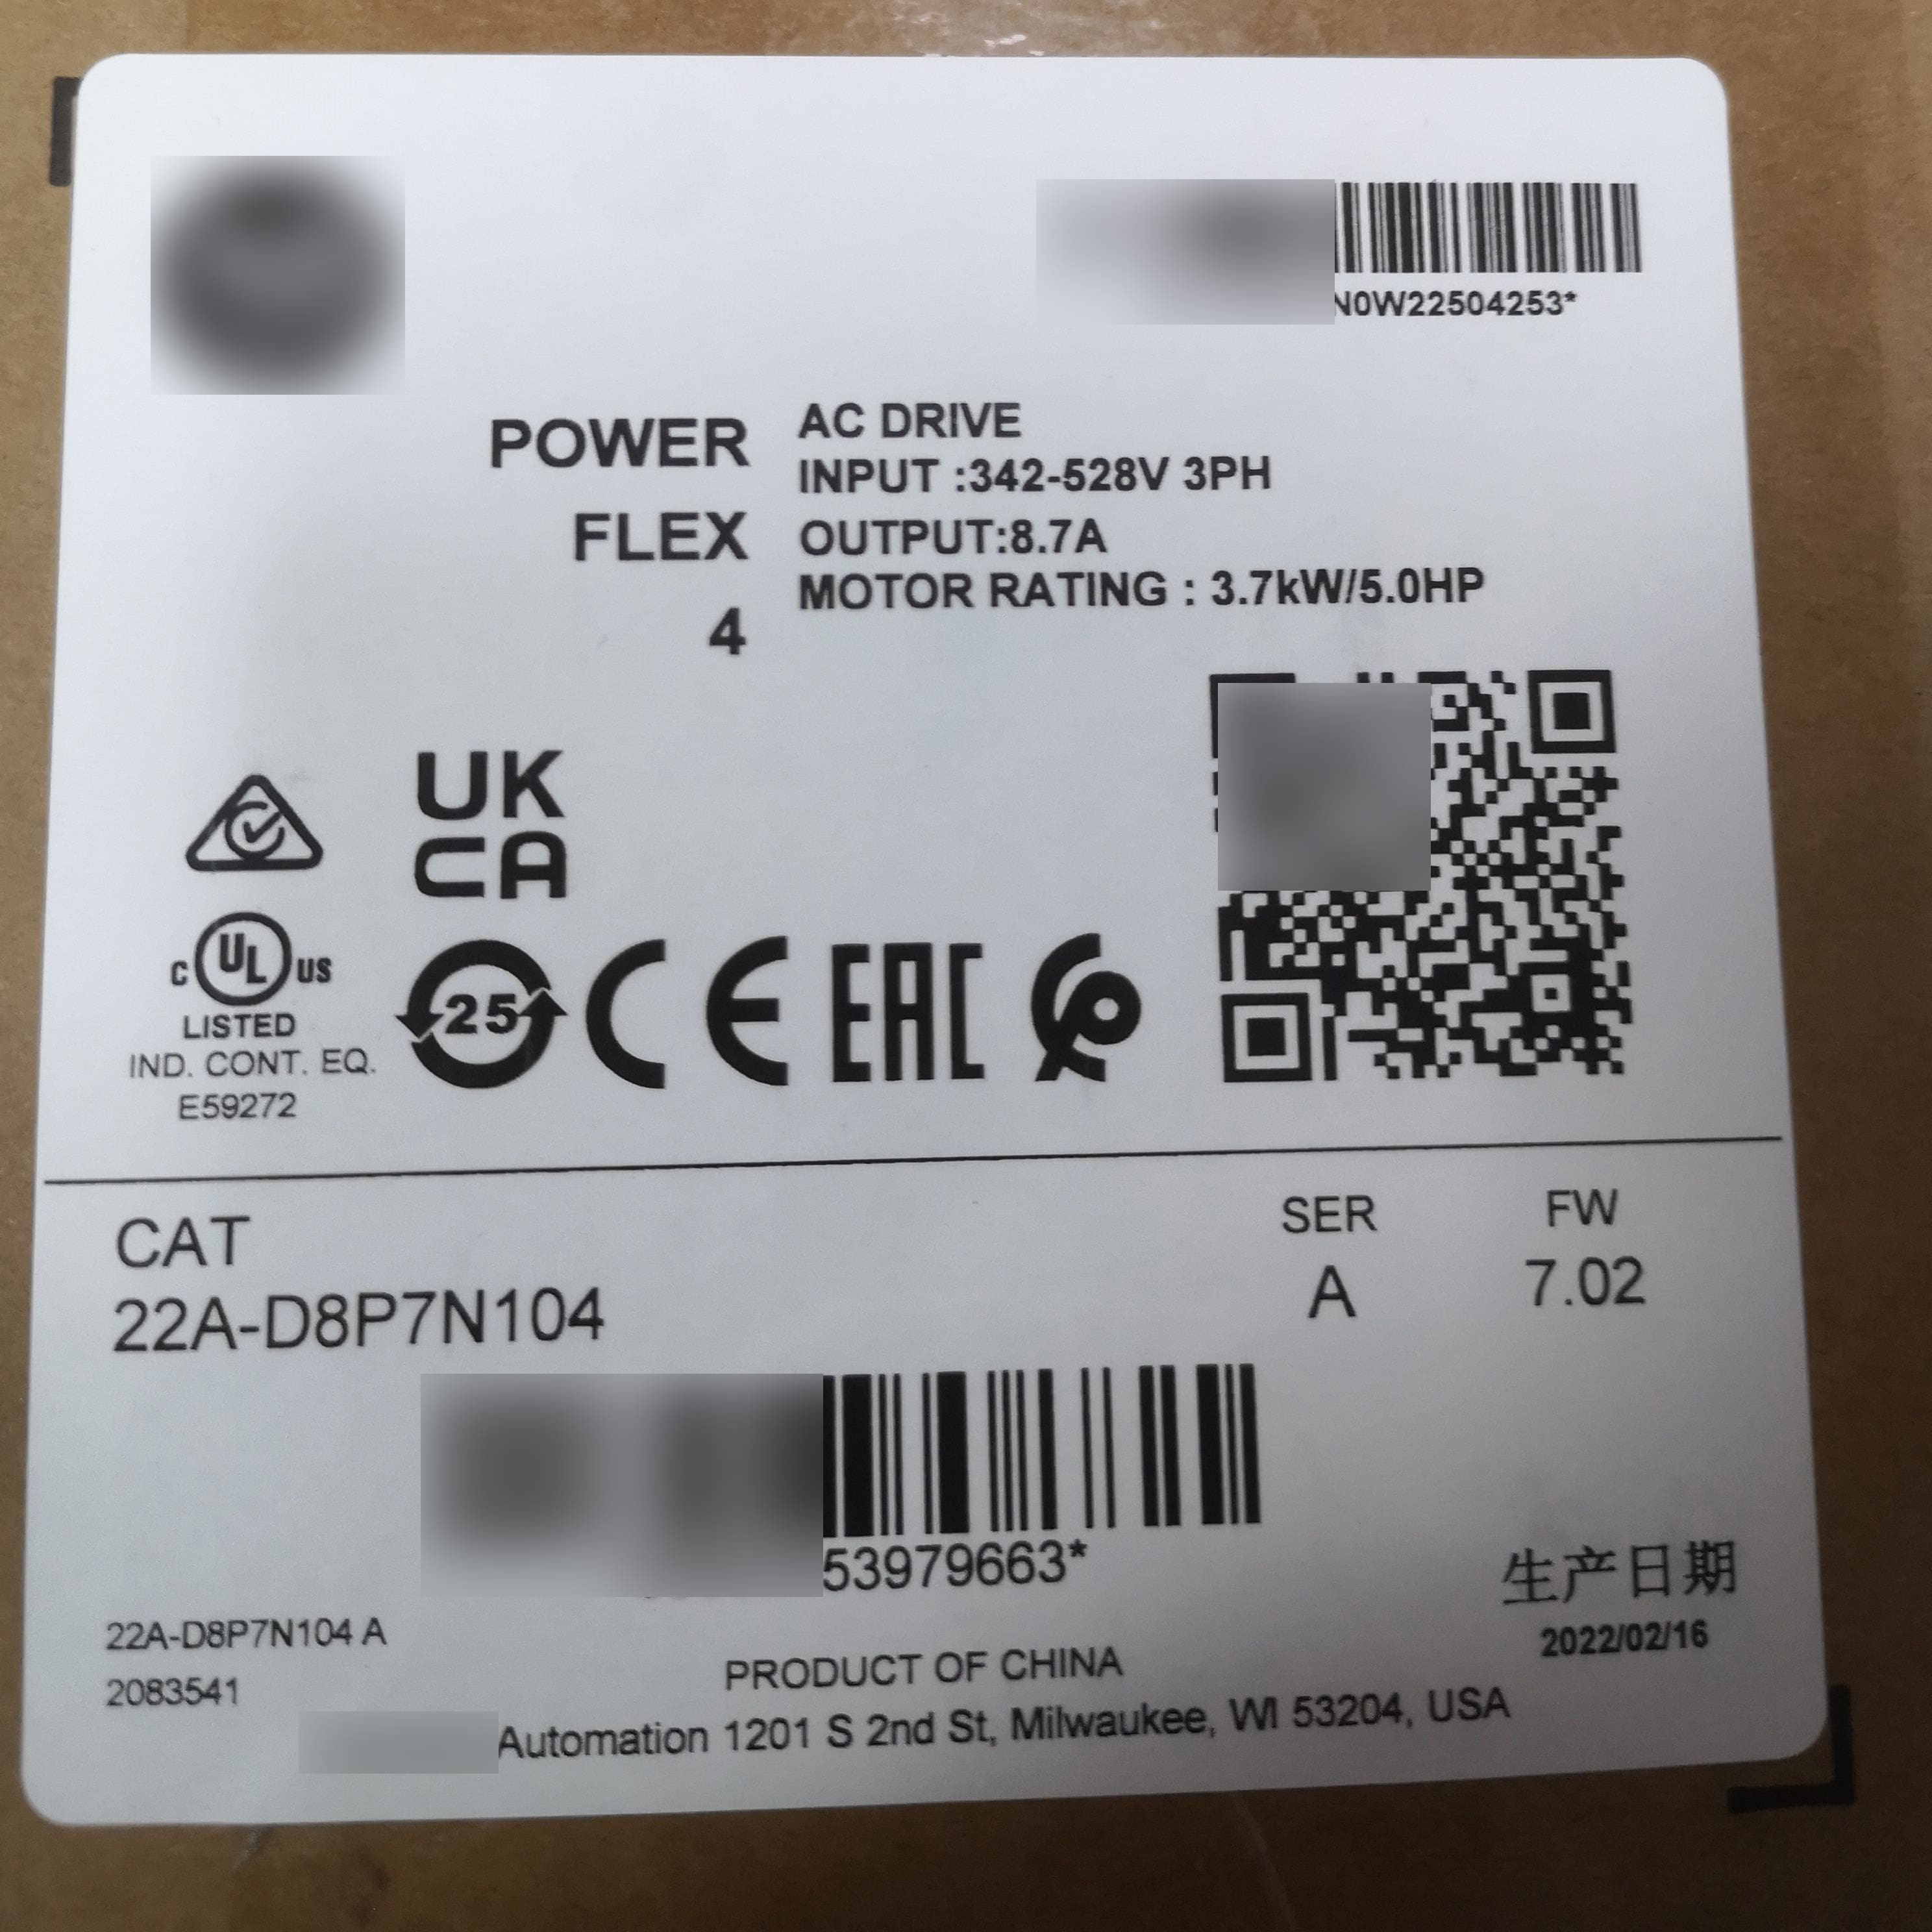 N0W22504253*
POWER
FLEX
4
AC DRIVE
INPUT :342-528V 3PH
OUTPUT:8.7A
MOTOR RATING : 3.7kW/5.0HP
UK
CA
C UL US
LISTED
IND. CONT. EQ.
E59272
25
CE
EAC
CAT
22A-D8P7N104
SER
A
FW
7.02
53979663*
22A-D8P7N104 A
2083541
生产日期
2022/02/16
PRODUCT OF CHINA
Automation 1201 S 2nd St, Milwaukee, WI 53204, USA